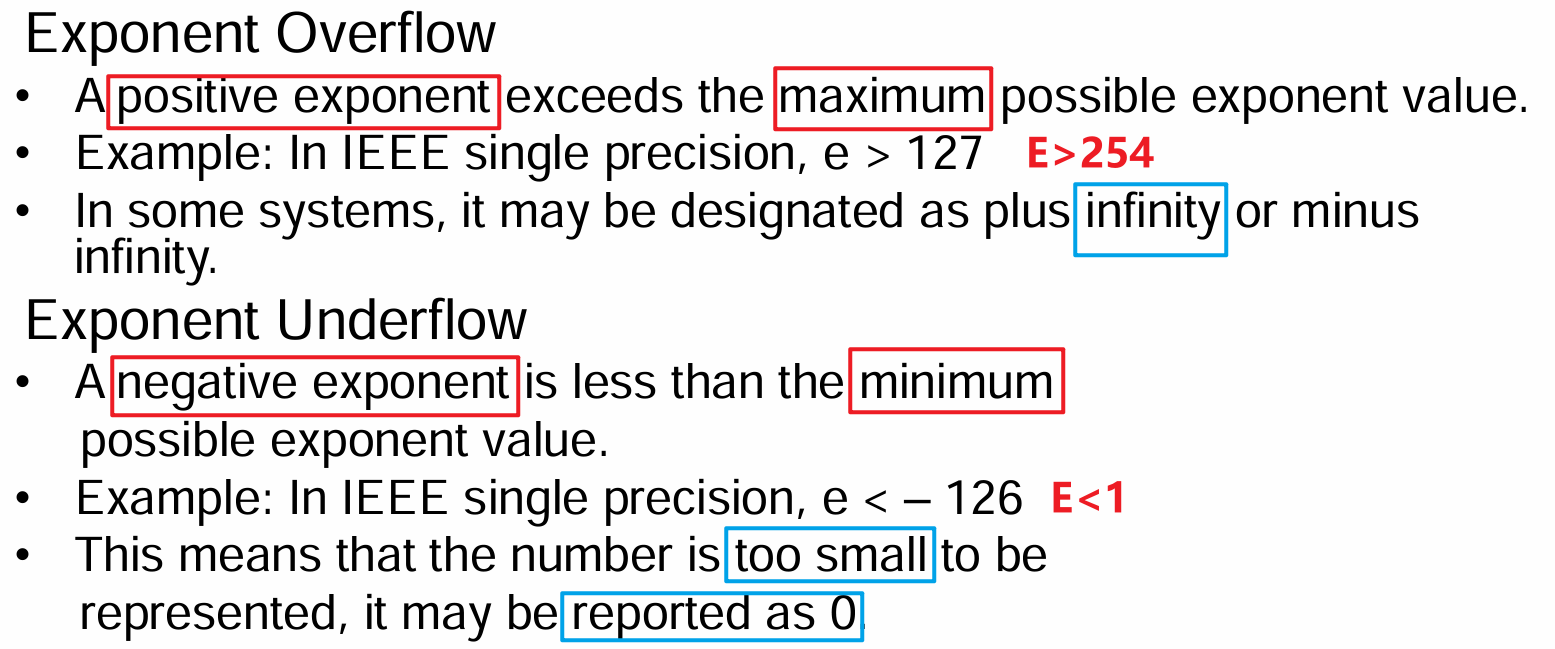 Exponent Overflow
• A positive exponent exceeds the maximum possible exponent value.
• Example: In IEEE single precision, e > 127 E>254
• In some systems, it may be designated as plus infinity or minus
infinity.
Exponent Underflow
• A negative exponent is less than the minimum
possible exponent value.
• Example: In IEEE single precision, e < – 126 E<1
• This means that the number is too small to be
represented, it may be reported as 0.